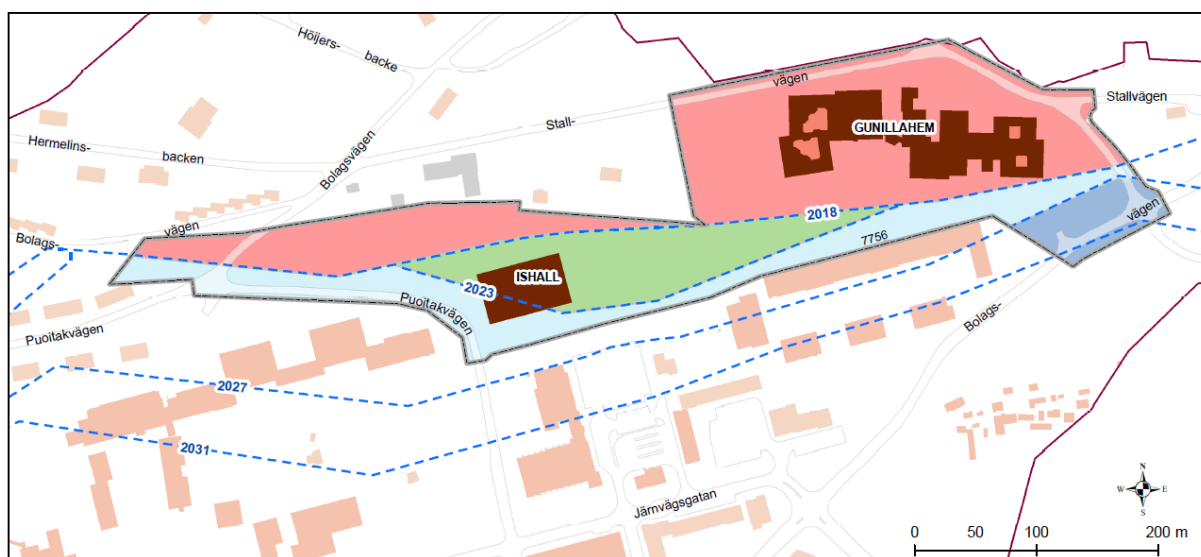 Höijers-
backe
vägen
Stallvägen
Stall-
GUNILLAHEM
Hermelins-
backen
Bolagsvägen
2018
vägen
vägen
Bolags-
7756
ISHALL
2023
Puoitakvägen
Puoitakvägen
Bolags-
2027
2031
Järnvägsgatan
N
W
E
S
0 50 100 200 m